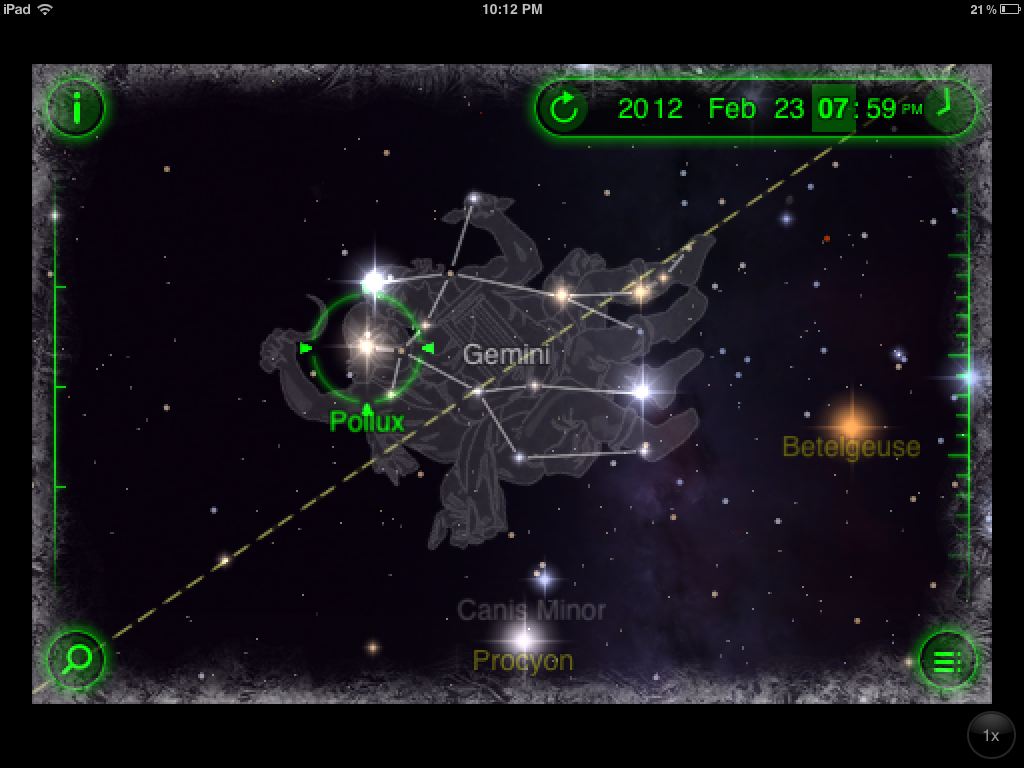 iPad 10:12 PM 21%
i 2012 Feb 23 07:59 PM
Gemini
Pollux
Betelgeuse
Canis Minor
Procyon
1x